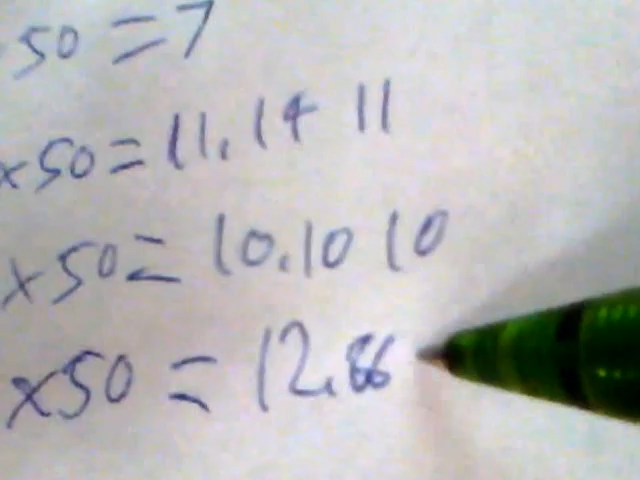 50 = 7
x50 = 11.14 11
x50 = 10.10 10
x50 = 12.86